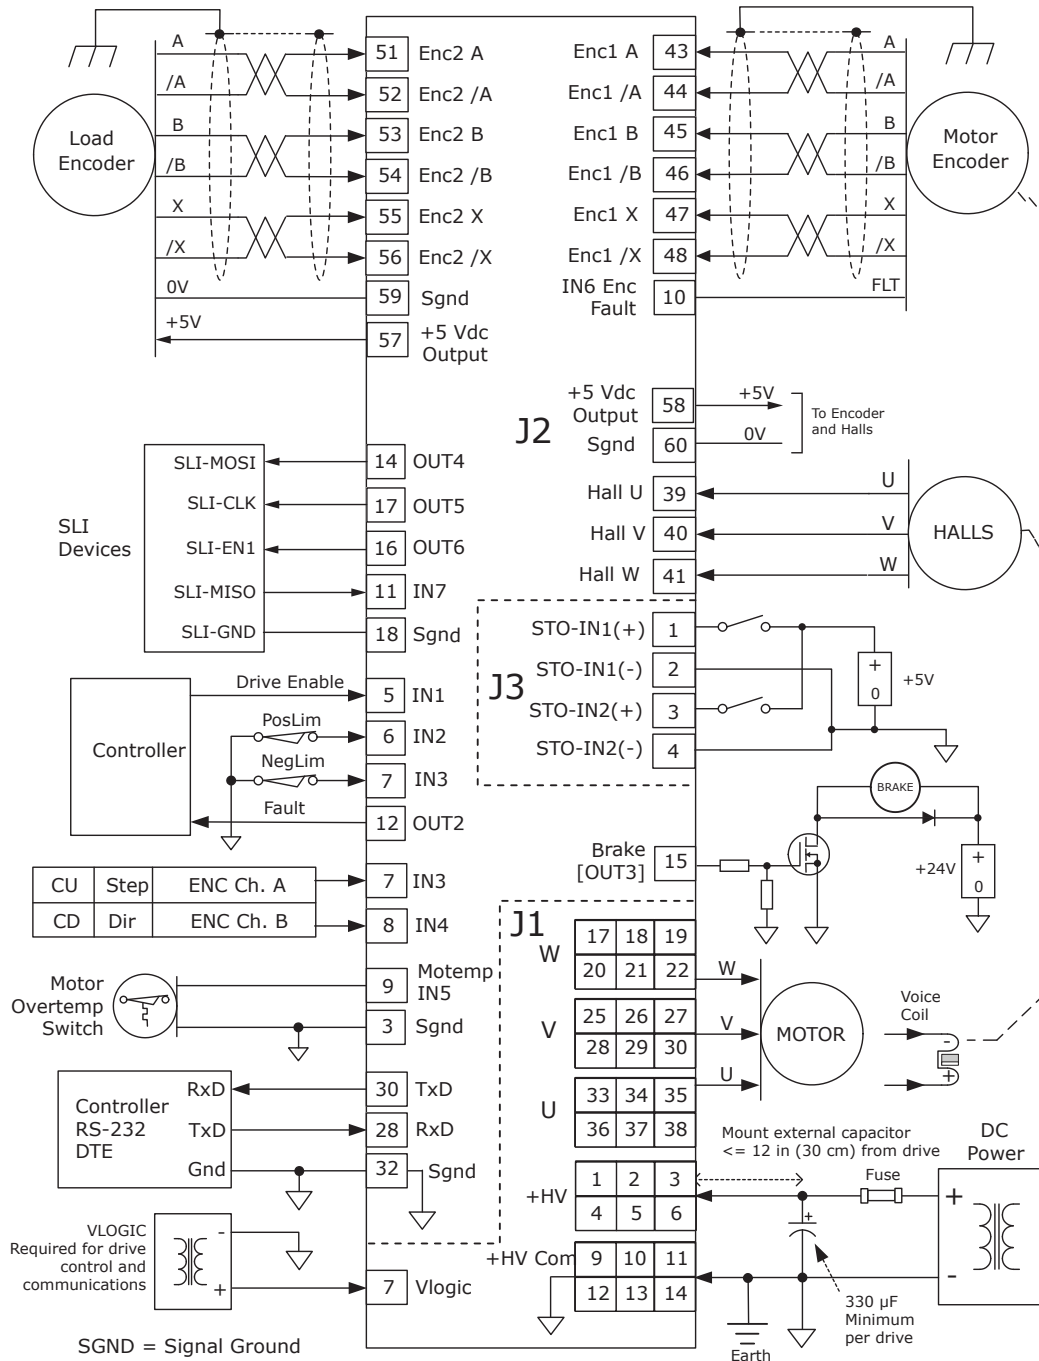 A
/A
B
/B
X
/X
0V
+5V
Load
Encoder
51 Enc2 A
52 Enc2 /A
53 Enc2 B
54 Enc2 /B
55 Enc2 X
56 Enc2 /X
59 Sgnd
57 +5 Vdc
Output
Enc1 A 43
Enc1 /A 44
Enc1 B 45
Enc1 /B 46
Enc1 X 47
Enc1 /X 48
IN6 Enc
Fault 10
A
/A
B
/B
X
/X
FLT
Motor
Encoder
J2
+5 Vdc
Output 58
+5V
Sgnd 60
0V
To Encoder
and Halls
Hall U 39
Hall V 40
Hall W 41
U
V
W
HALLS
SLI
Devices
SLI-MOSI
SLI-CLK
SLI-EN1
SLI-MISO
SLI-GND
14 OUT4
17 OUT5
16 OUT6
11 IN7
18 Sgnd
J3
STO-IN1(+) 1
STO-IN1(-) 2
STO-IN2(+) 3
STO-IN2(-) 4
+
0
+5V
Controller
Drive Enable
PosLim
NegLim
Fault
5 IN1
6 IN2
7 IN3
12 OUT2
Brake
[OUT3] 15
BRAKE
+24V
+
0
CU Step ENC Ch. A
CD Dir ENC Ch. B
7 IN3
8 IN4
Motor
Overtemp
Switch
9 Motemp
IN5
3 Sgnd
J1
W
17 18 19
20 21 22
V
25 26 27
28 29 30
U
33 34 35
36 37 38
W
V
U
MOTOR
Voice
Coil
-
+
Controller
RS-232
DTE
RxD
TxD
Gnd
30 TxD
28 RxD
32 Sgnd
+HV
1 2 3
4 5 6
+HV Com
9 10 11
12 13 14
Mount external capacitor
<= 12 in (30 cm) from drive
Fuse
DC
Power
+
-
+
330 µF
Minimum
per drive
Earth
VLOGIC
Required for drive
control and
communications
-
+
7 Vlogic
SGND = Signal Ground